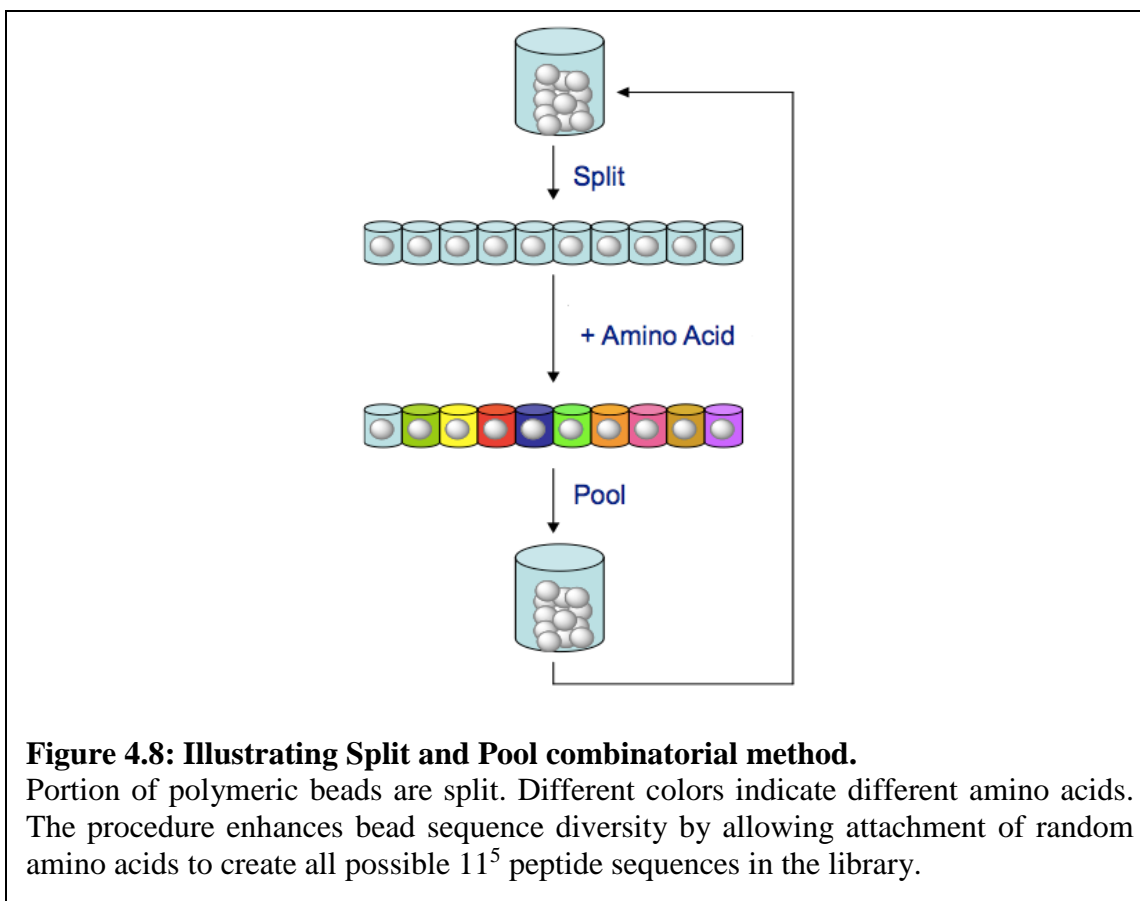 Split
+ Amino Acid
Pool
Figure 4.8: Illustrating Split and Pool combinatorial method.
Portion of polymeric beads are split. Different colors indicate different amino acids.
The procedure enhances bead sequence diversity by allowing attachment of random
amino acids to create all possible 11⁵ peptide sequences in the library.